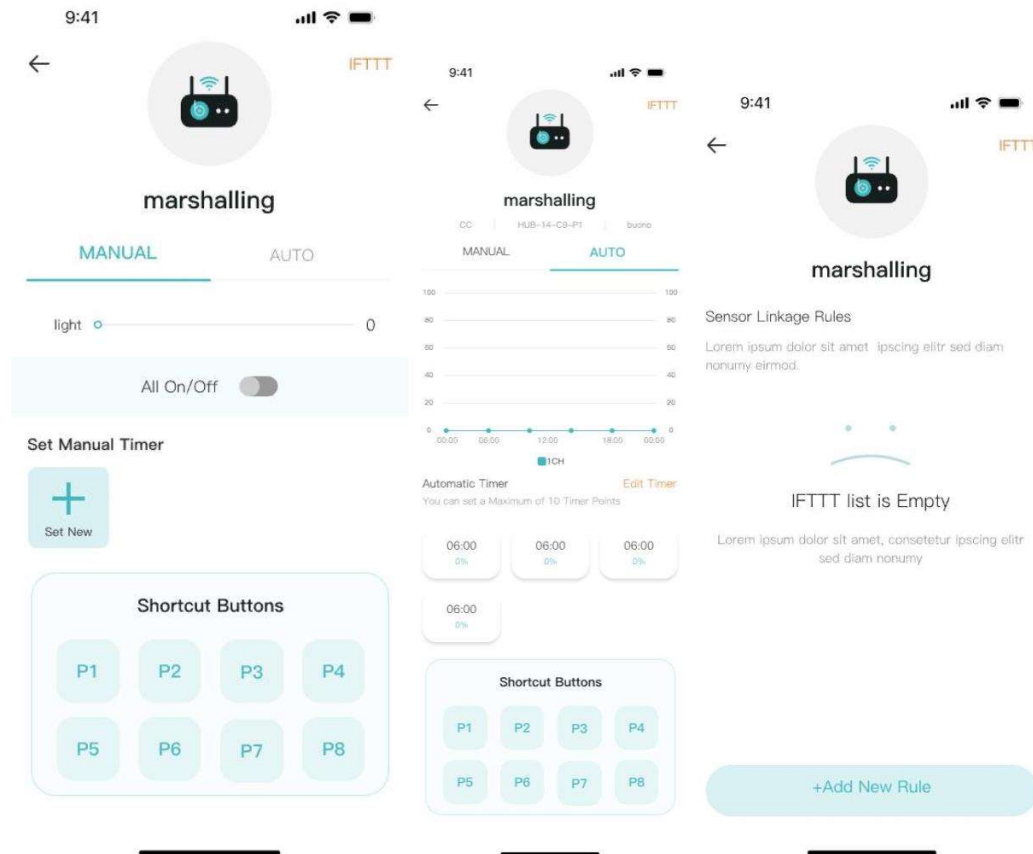 9:41
IFTTT
marshalling
MANUAL AUTO
light 0
All On/Off
Set Manual Timer
Set New
Shortcut Buttons
P1 P2 P3 P4
P5 P6 P7 P8
9:41
IFTTT
marshalling
CC HUB-14-C9-P1 buono
MANUAL AUTO
100 100
80 80
60 60
40 40
20 20
0 0
00:00 06:00 12:00 18:00 00:00
1CH
Automatic Timer Edit Timer
You can set a Maximum of 10 Timer Points
06:00 06:00 06:00
0% 0% 0%
06:00
0%
Shortcut Buttons
P1 P2 P3 P4
P5 P6 P7 P8
9:41
IFTTT
marshalling
Sensor Linkage Rules
Lorem ipsum dolor sit amet ipscing elitr sed diam
nonumy eirmod.
IFTTT list is Empty
Lorem ipsum dolor sit amet, consetetur ipscing elitr
sed diam nonumy
+Add New Rule